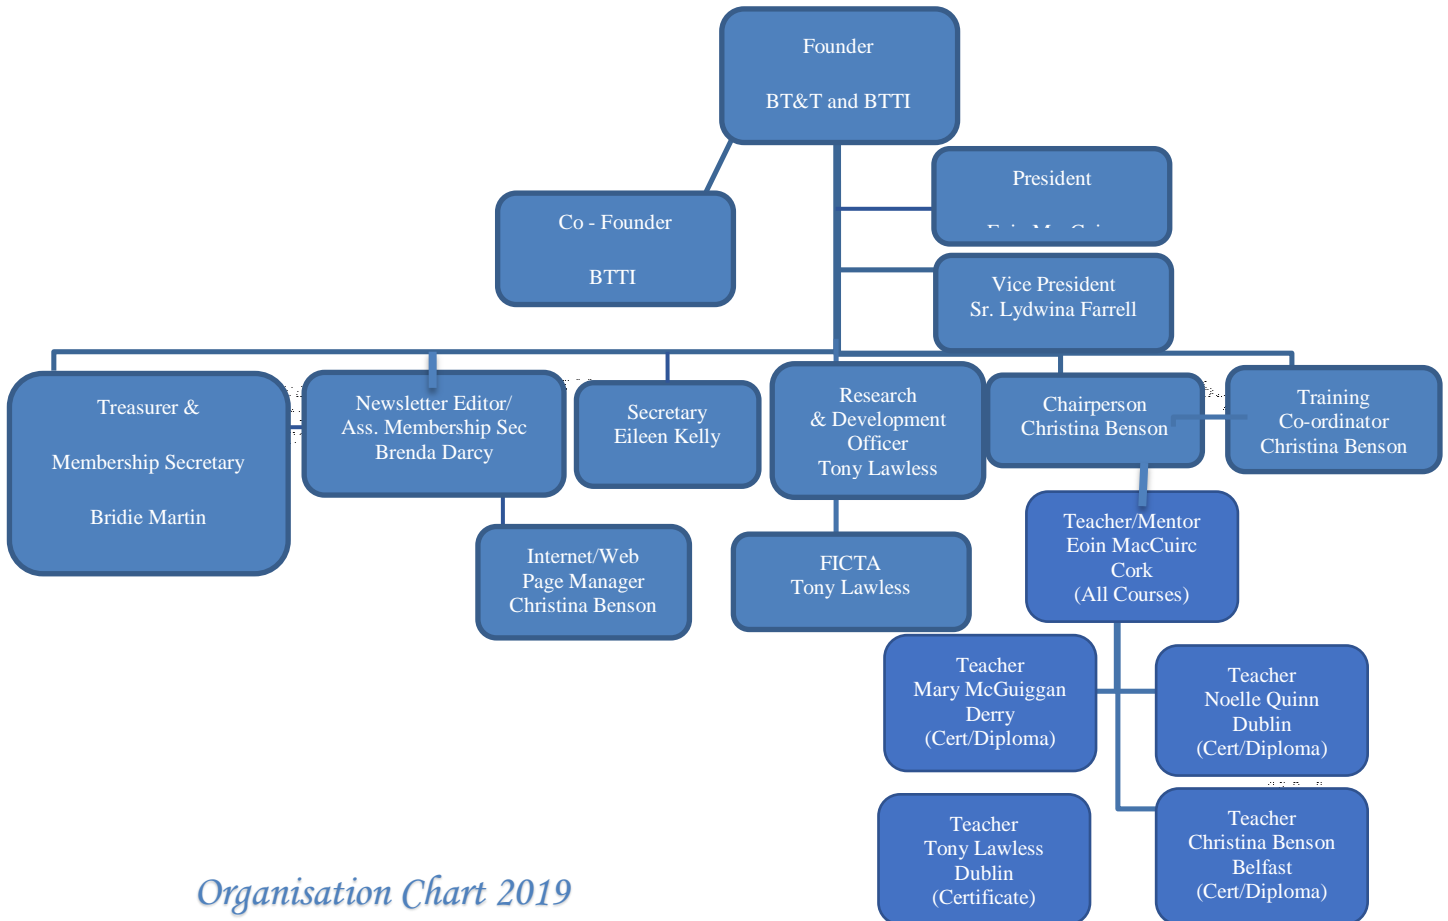 Founder
BT&T and BTTI
President
Co - Founder
BTTI
Vice President
Sr. Lydwina Farrell
Treasurer &
Membership Secretary
Bridie Martin
Newsletter Editor/
Ass. Membership Sec
Brenda Darcy
Secretary
Eileen Kelly
Research
& Development
Officer
Tony Lawless
Chairperson
Christina Benson
Training
Co-ordinator
Christina Benson
Internet/Web
Page Manager
Christina Benson
FICTA
Tony Lawless
Teacher/Mentor
Eoin MacCuirc
Cork
(All Courses)
Teacher
Mary McGuiggan
Derry
(Cert/Diploma)
Teacher
Noelle Quinn
Dublin
(Cert/Diploma)
Teacher
Tony Lawless
Dublin
(Certificate)
Teacher
Christina Benson
Belfast
(Cert/Diploma)
Organisation Chart 2019